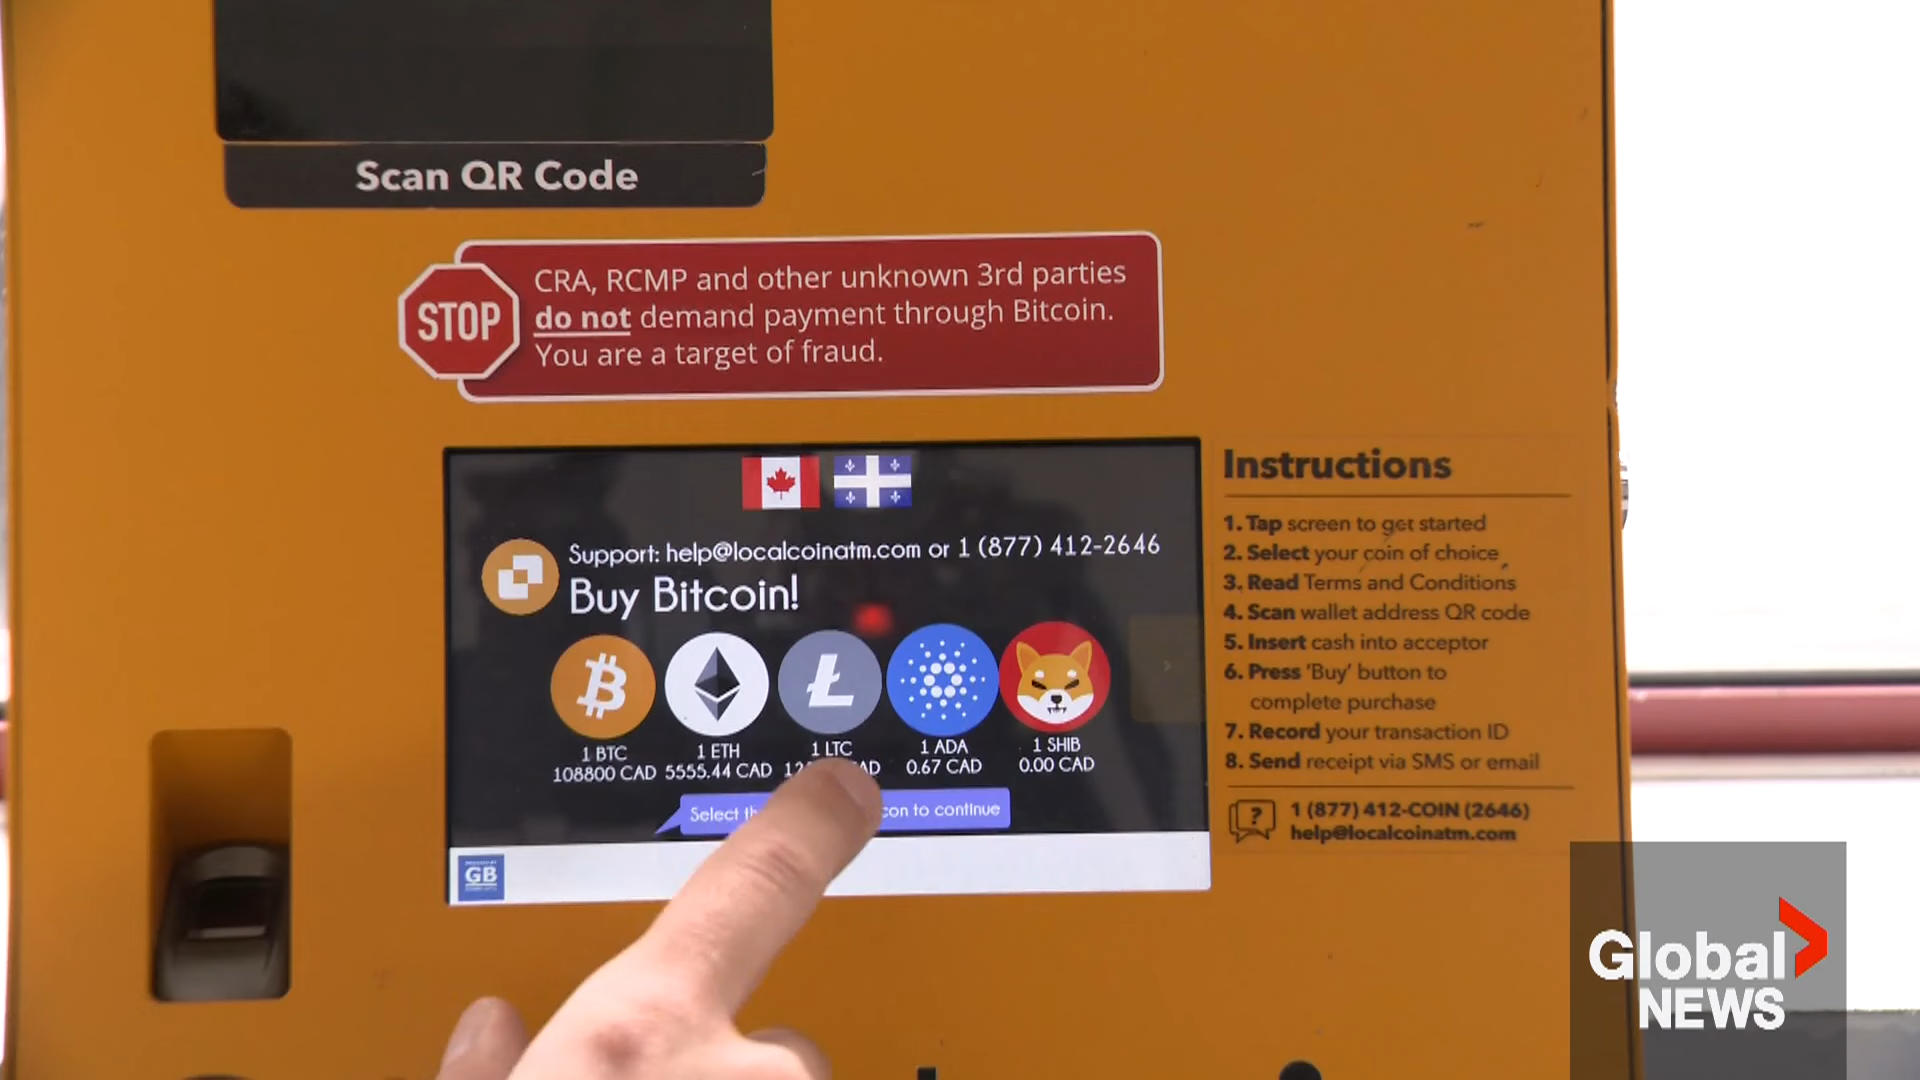 Scan QR Code
STOP
CRA, RCMP and other unknown 3rd parties
do not demand payment through Bitcoin.
You are a target of fraud.
Support: help@localcoinatm.com or 1 (877) 412-2646
Buy Bitcoin!
1 BTC
108800 CAD
1 ETH
5555.44 CAD
1 LTC
1 ADA
0.67 CAD
1 SHIB
0.00 CAD
Select to continue
GB
Instructions
1. Tap screen to get started
2. Select your coin of choice
3. Read Terms and Conditions
4. Scan wallet address QR code
5. Insert cash into acceptor
6. Press 'Buy' button to
complete purchase
7. Record your transaction ID
8. Send receipt via SMS or email
?
1 (877) 412-COIN (2646)
help@localcoinatm.com
Global
NEWS